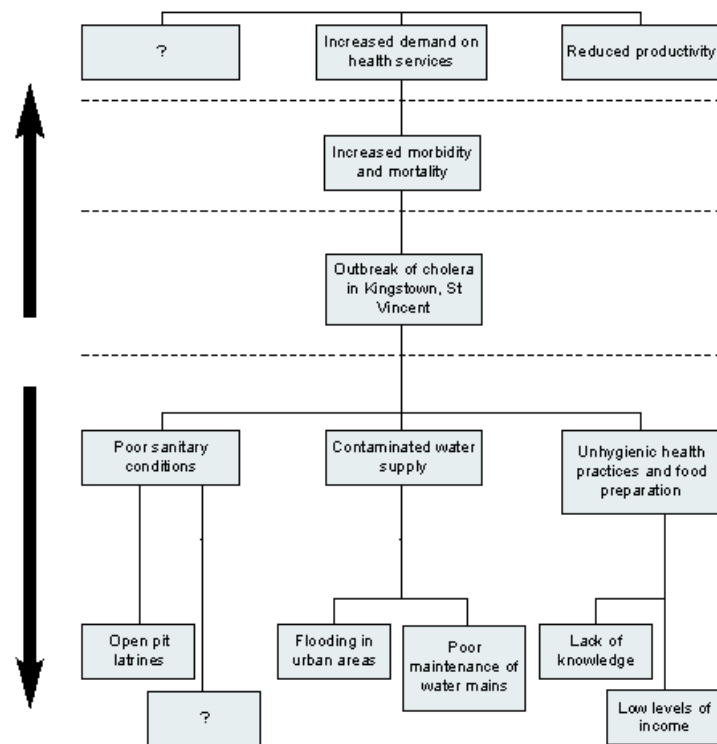 ?
Increased demand on
health services
Reduced productivity
Increased morbidity
and mortality
Outbreak of cholera
in Kingstown, St
Vincent
Poor sanitary
conditions
Contaminated water
supply
Unhygienic health
practices and food
preparation
Open pit
latrines
?
Flooding in
urban areas
Poor
maintenance of
water mains
Lack of
knowledge
Low levels of
income